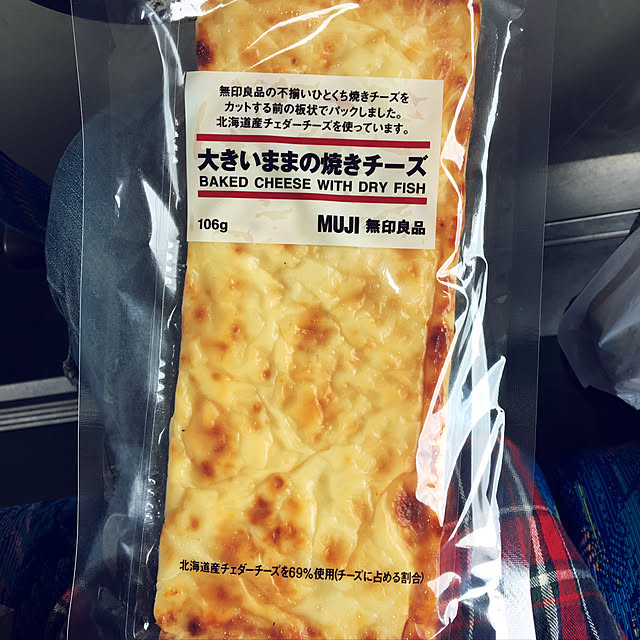 無印良品の不揃いひとくち焼きチーズを
カットする前の板状でパックしました。
北海道産チェダーチーズを使っています。
大きいままの焼きチーズ
BAKED CHEESE WITH DRY FISH
106g MUJI 無印良品
北海道産チェダーチーズを69%使用(チーズに占める割合)